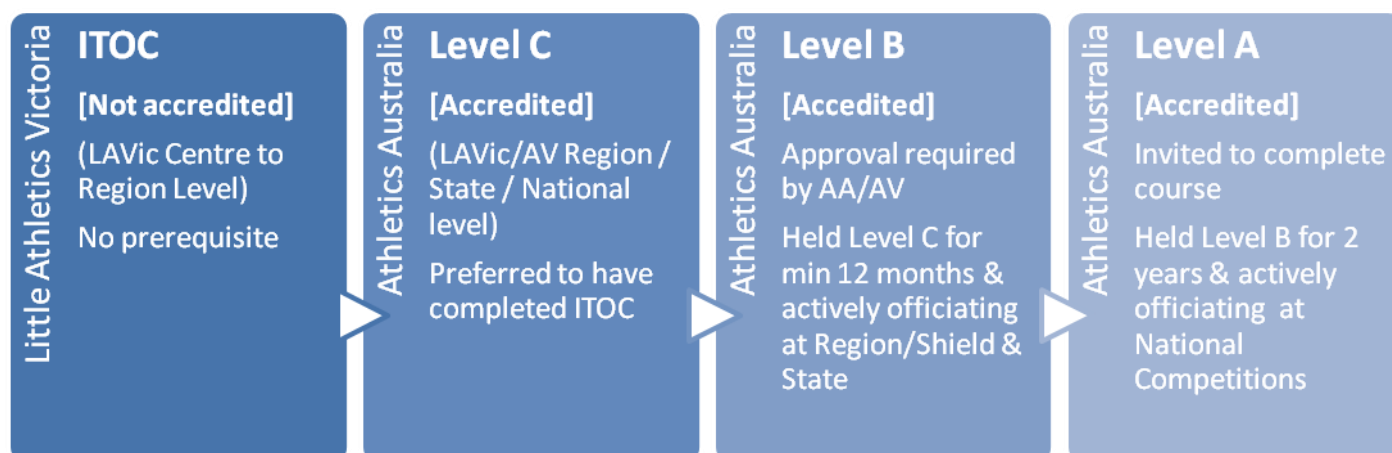 Little Athletics Victoria
ITOC
[Not accredited]
(LAVic Centre to
Region Level)
No prerequisite
Athletics Australia
Level C
[Accredited]
(LAVic/AV Region /
State / National
level)
Preferred to have
completed ITOC
Athletics Australia
Level B
[Accedited]
Approval required
by AA/AV
Held Level C for
min 12 months &
actively officiating
at Region/Shield &
State
Athletics Australia
Level A
[Accredited]
Invited to complete
course
Held Level B for 2
years & actively
officiating at
National
Competitions